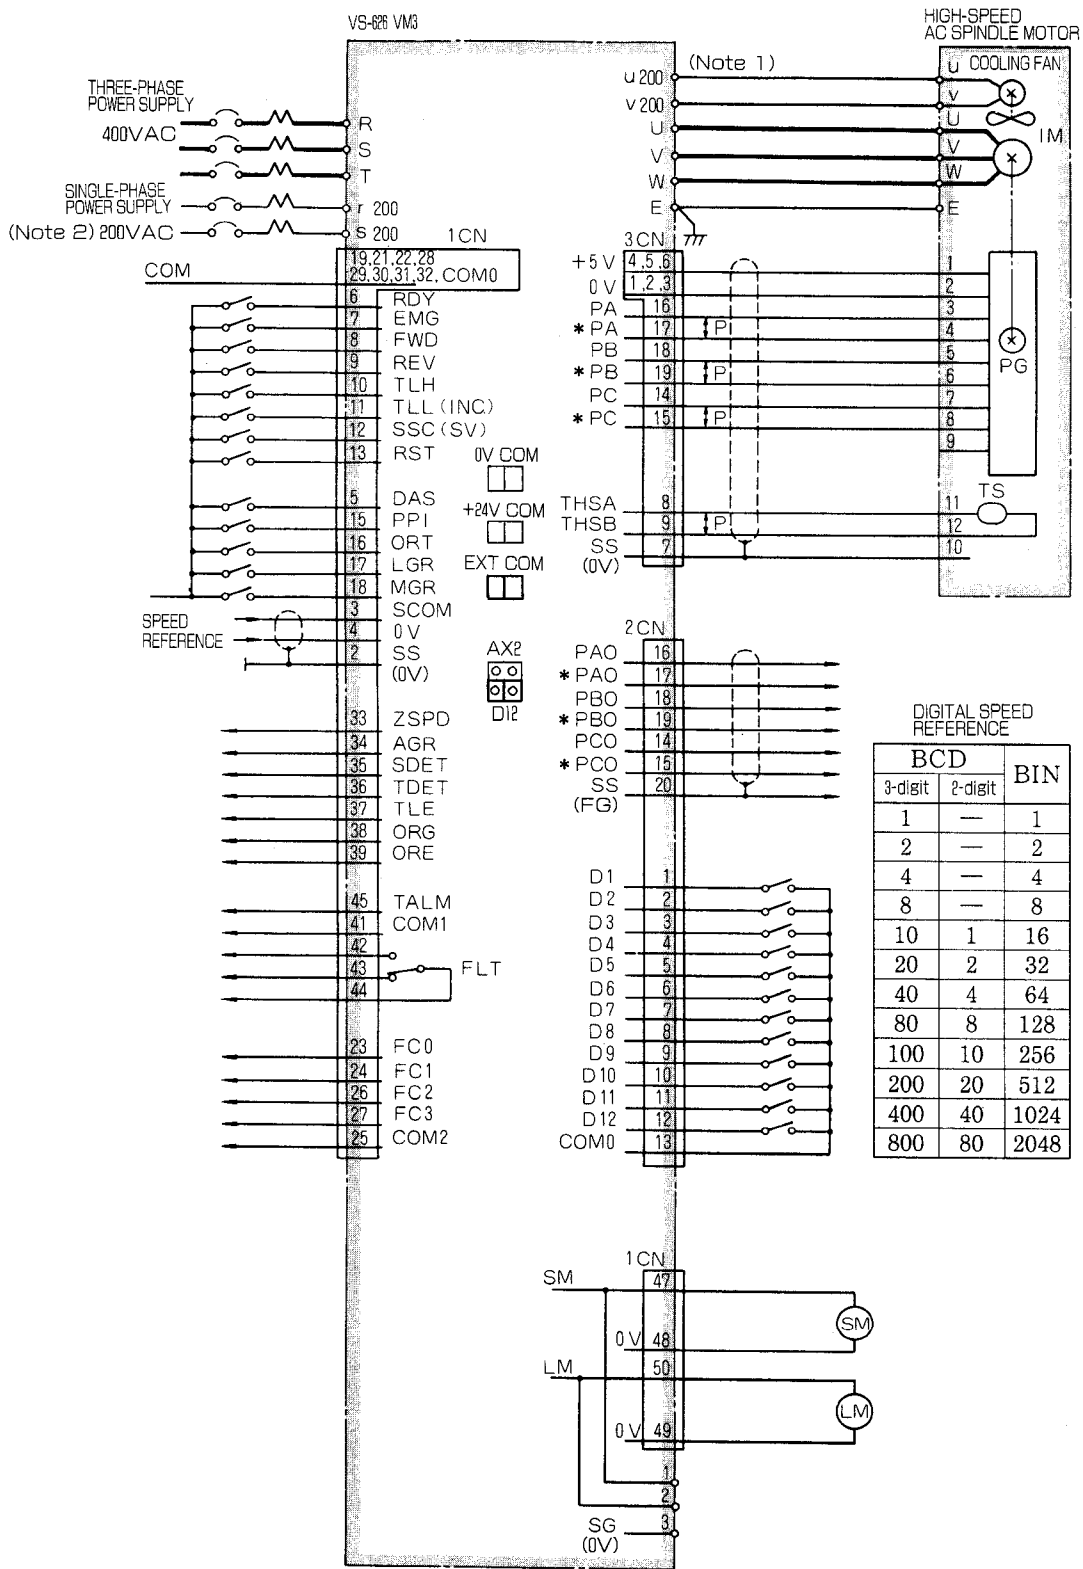 VS-626 VM3
HIGH-SPEED
AC SPINDLE MOTOR
THREE-PHASE
POWER SUPPLY
400VAC
R
S
T
SINGLE-PHASE
POWER SUPPLY
(Note 2) 200VAC
r 200
s 200
1CN
19,21,22,28
29,30,31,32, COM0
COM
6 RDY
7 EMG
8 FWD
9 REV
10 TLH
11 TLL (INC)
12 SSC (SV)
13 RST
5 DAS
15 PPI
16 ORT
17 LGR
18 MGR
3 SCOM
4 0V
2 SS
(0V)
SPEED
REFERENCE
0V COM
+24V COM
EXT COM
AX2
D12
33 ZSPD
34 AGR
35 SDET
36 TDET
37 TLE
38 ORG
39 ORE
45 TALM
41 COM1
42
43
44
FLT
23 FC0
24 FC1
26 FC2
27 FC3
25 COM2
(Note 1)
u 200
v 200
U
V
W
E
u
v
U
V
W
E
COOLING FAN
IM
3CN
+5V 4,5,6
0V 1,2,3
PA 16
*PA 17
PB 18
*PB 19
PC 14
*PC 15
P
P
P
1
2
3
4
5
6
7
8
9
PG
THSA 8
THSB 9
SS 7
(0V)
P
11
12
10
TS
2CN
PAO 16
*PAO 17
PBO 18
*PBO 19
PCO 14
*PCO 15
SS 20
(FG)
D1 1
D2 2
D3 3
D4 4
D5 5
D6 6
D7 7
D8 8
D9 9
D10 10
D11 11
D12 12
COM0 13
DIGITAL SPEED
REFERENCE
BCD BIN
3-digit 2-digit
1 — 1
2 — 2
4 — 4
8 — 8
10 1 16
20 2 32
40 4 64
80 8 128
100 10 256
200 20 512
400 40 1024
800 80 2048
1CN
SM 47
SM
0V 48
LM 50
LM
0V 49
1
2
3
SG
(0V)